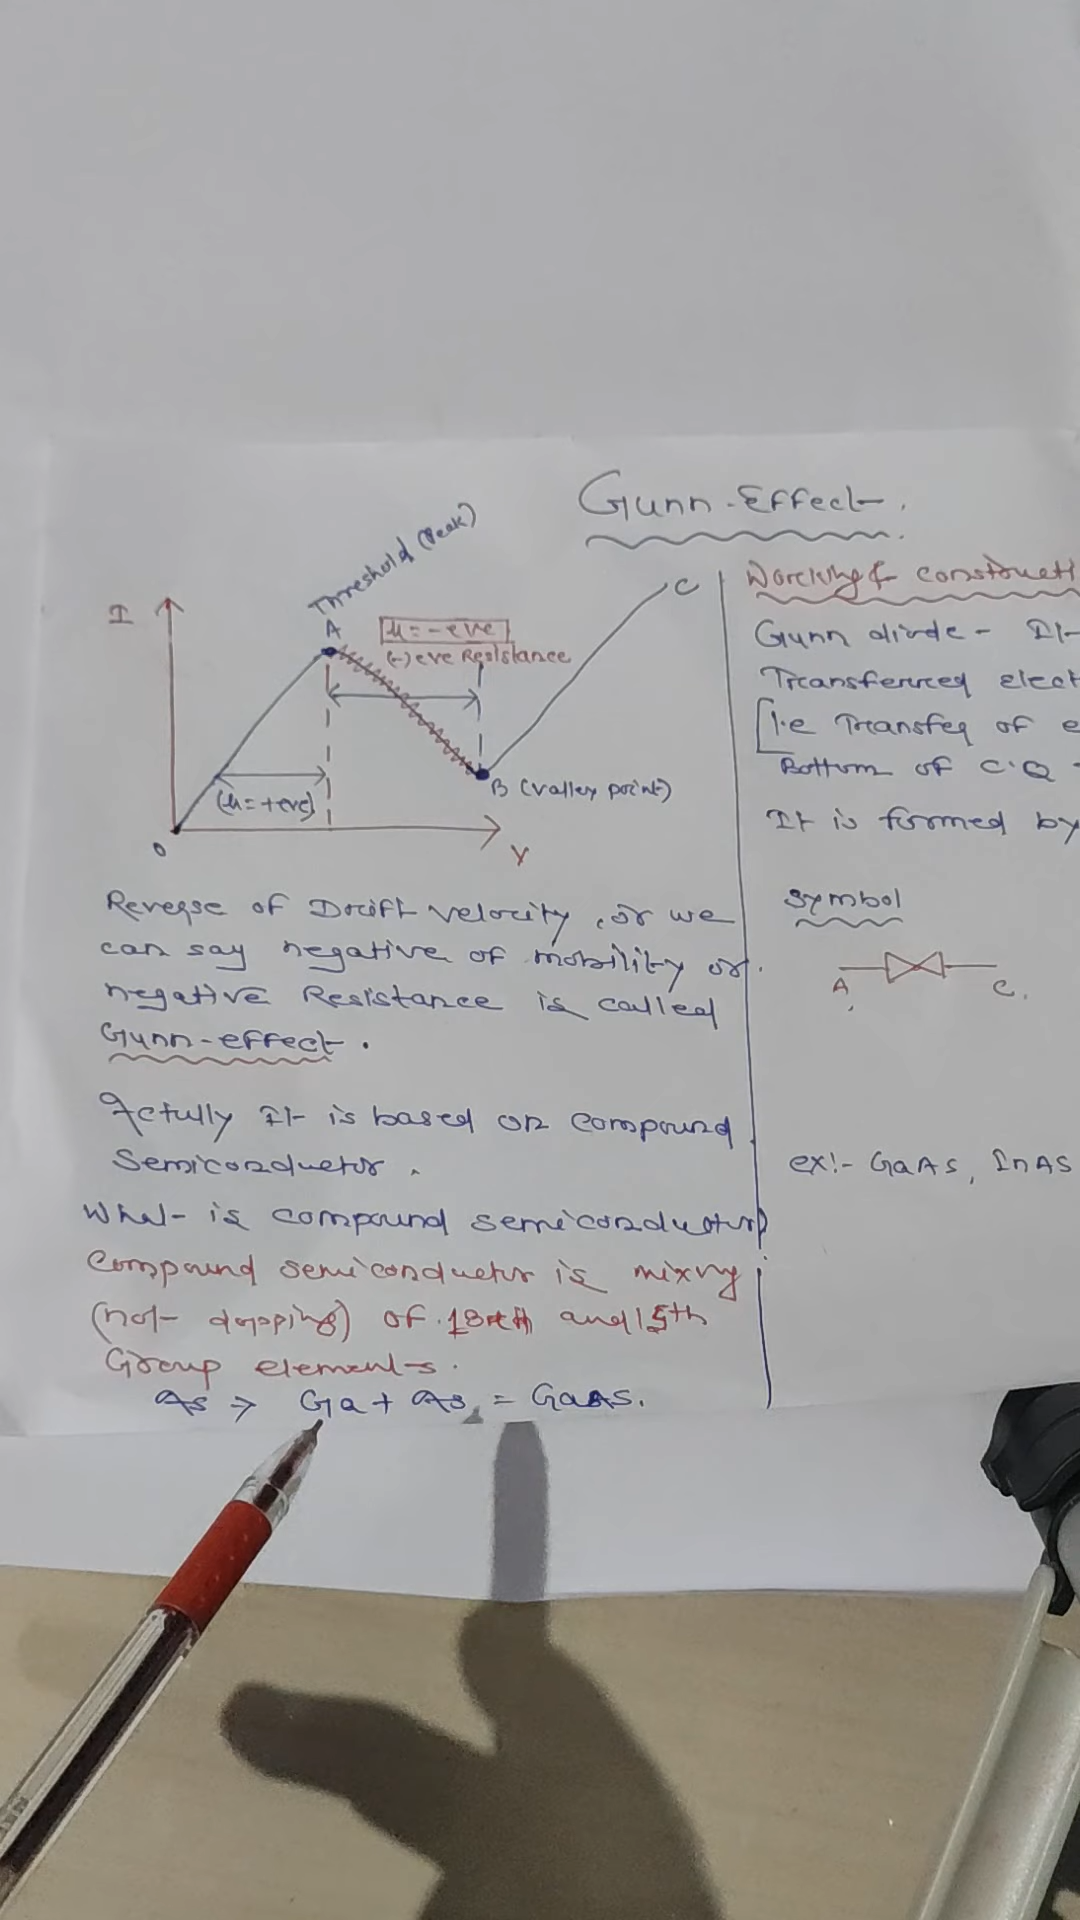 Gunn-Effect.
Threshold (Peak)
I
A
μ=-eve
(-)eve Resistance
C
(μ=+eve)
B (valley point)
O
V
Reverse of Drift velocity, or we
can say negative of mobility or
negative Resistance is called
Gunn-effect.
Actully It is based on compound
semiconductor.
What is compound semiconductor
compound semiconductor is mixing
(not dopping) of 13th and 15th
Group elements.
As → Ga + As = GaAs.
Working & constructi
Gunn diode - It
Transferred elect
[i.e Transfer of e
Bottom of
It is formed by
symbol
A
C.
ex:- GaAs, InAs